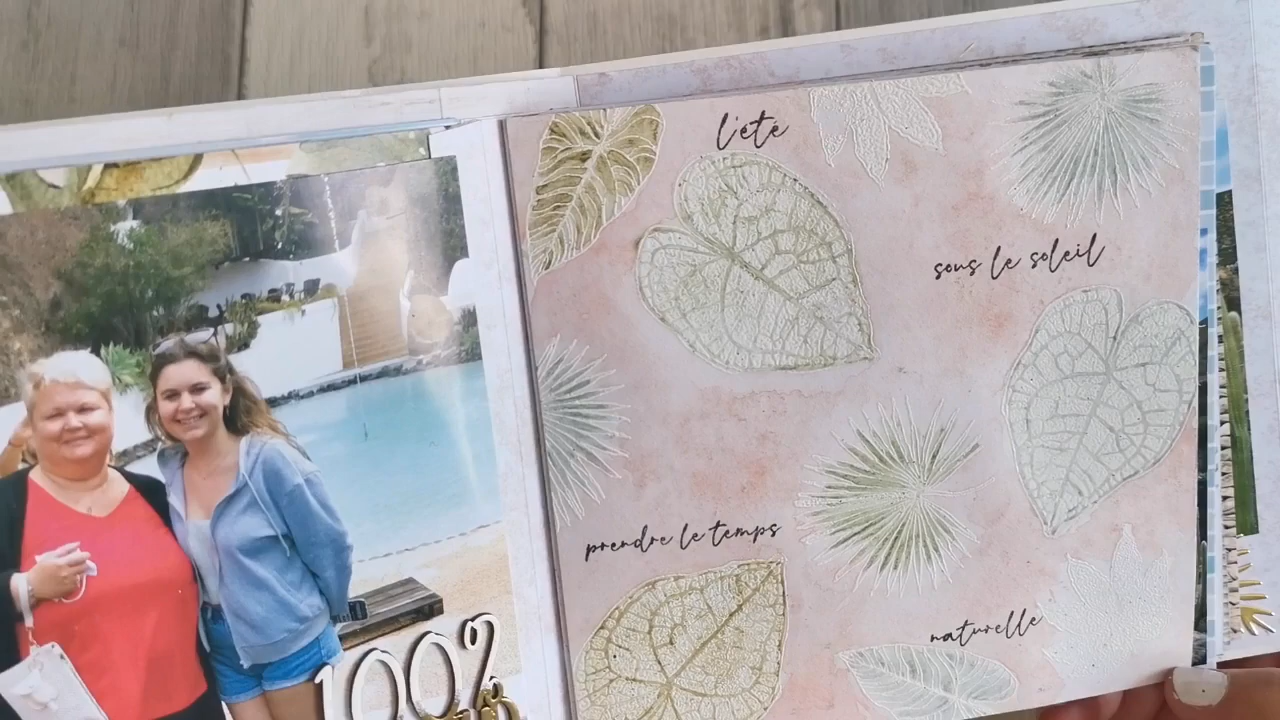 l'été
sous le soleil
prendre le temps
naturelle
100%